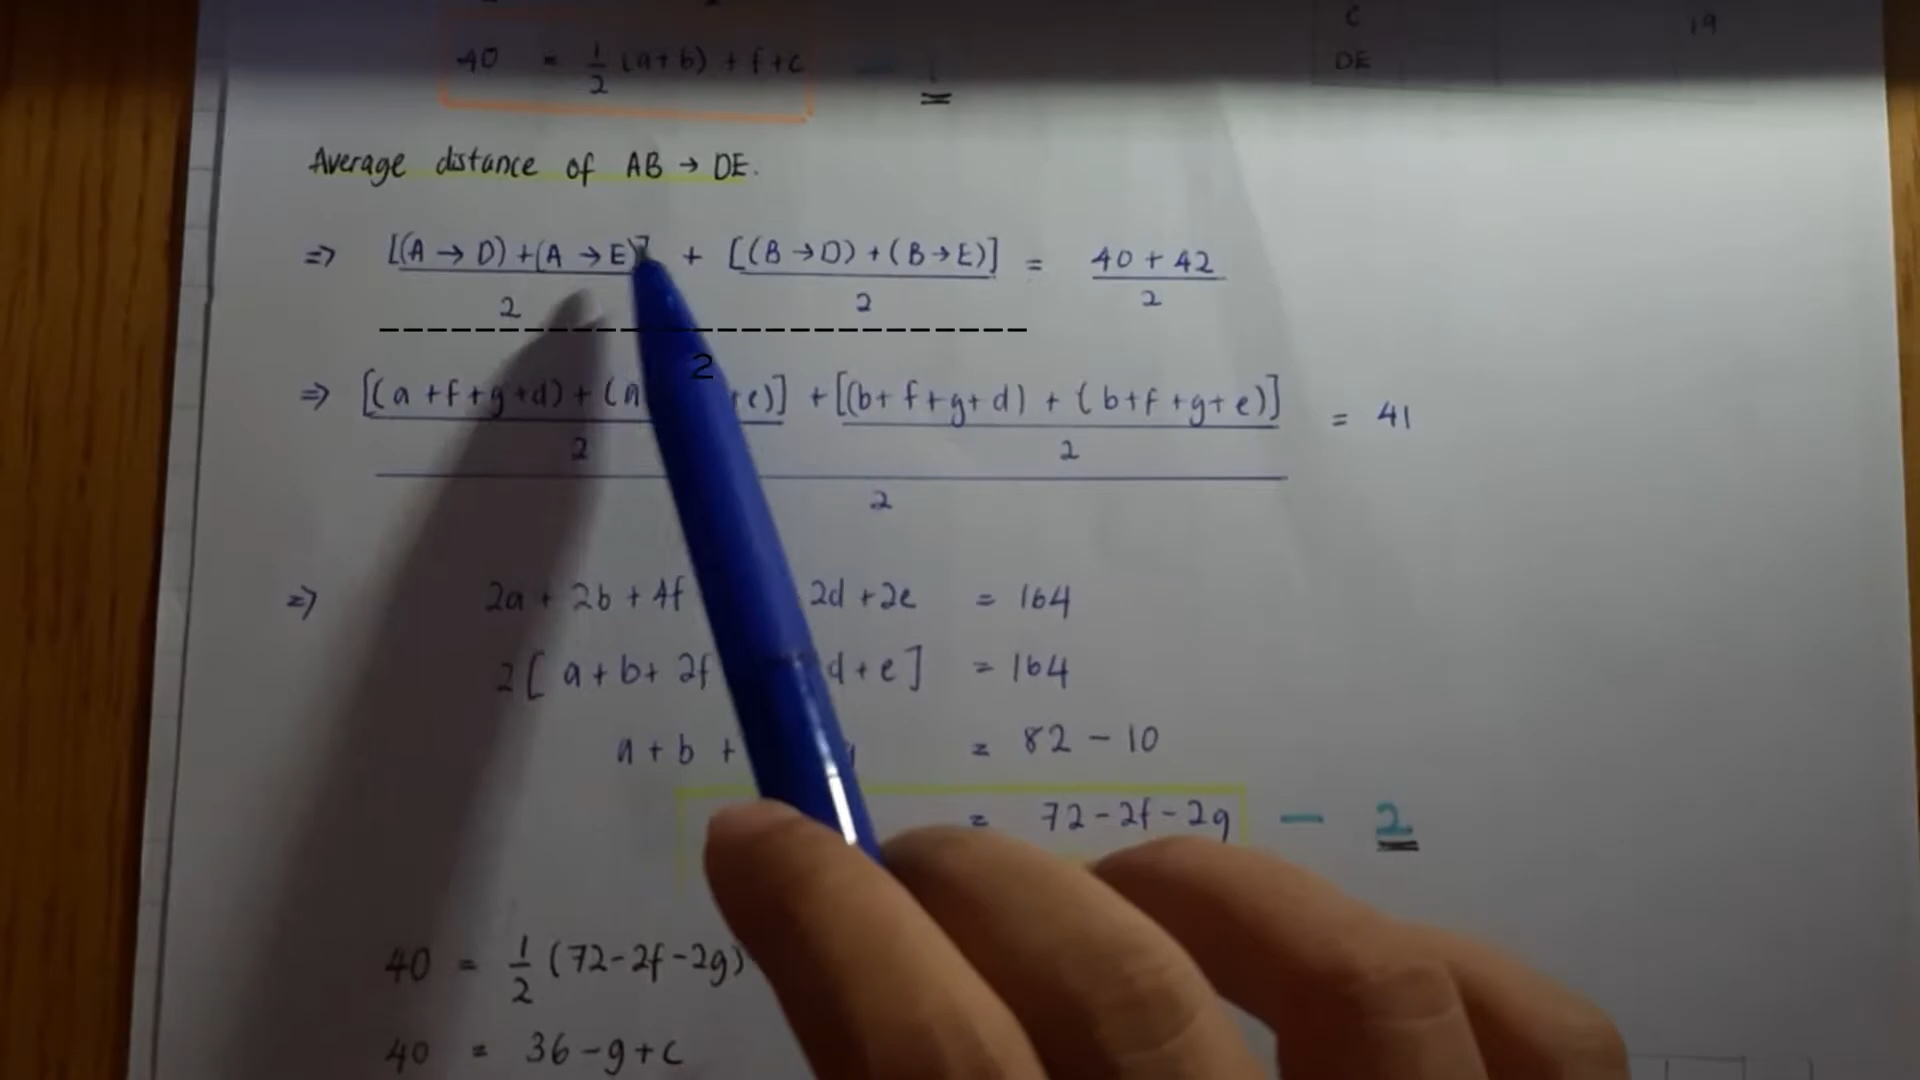 C 19
40 = 1/2 (a+b) + f+c — 1
DE
Average distance of AB → DE.
=> [(A → D) + (A → E)] + [(B → D) + (B → E)] = 40 + 42
2 2 2
2
=> [(a + f + g + d) + (a + e)] + [(b + f + g + d) + (b + f + g + e)] = 41
2 2
2
=> 2a + 2b + 4f 2d + 2e = 164
2[ a + b + 2f d + e ] = 164
a + b + = 82 - 10
= 72 - 2f - 2g — 2
40 = 1/2 (72 - 2f - 2g)
40 = 36 - g + c